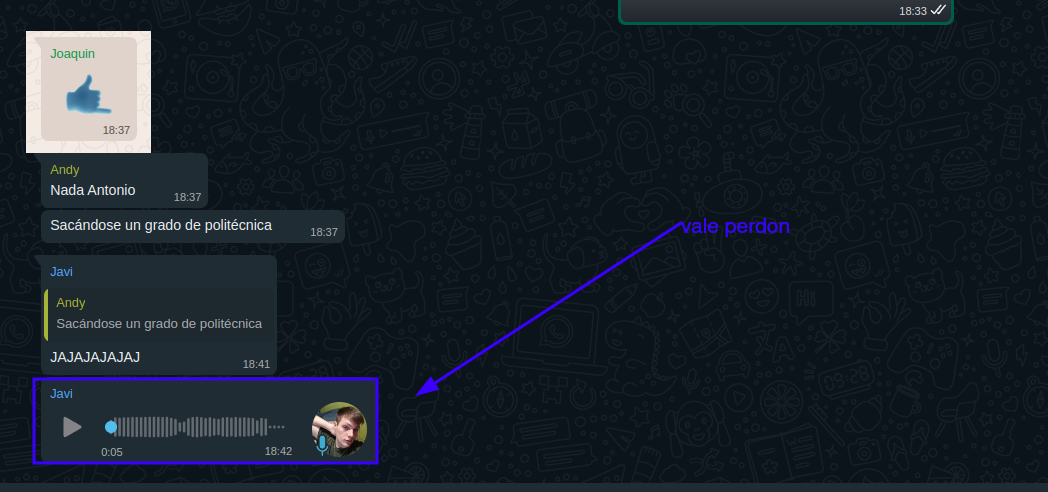 18:33
Joaquin
18:37
Andy
Nada Antonio
18:37
Sacándose un grado de politécnica
18:37
vale perdon
Javi
Andy
Sacándose un grado de politécnica
JAJAJAJAJAJ
18:41
Javi
0:05
18:42